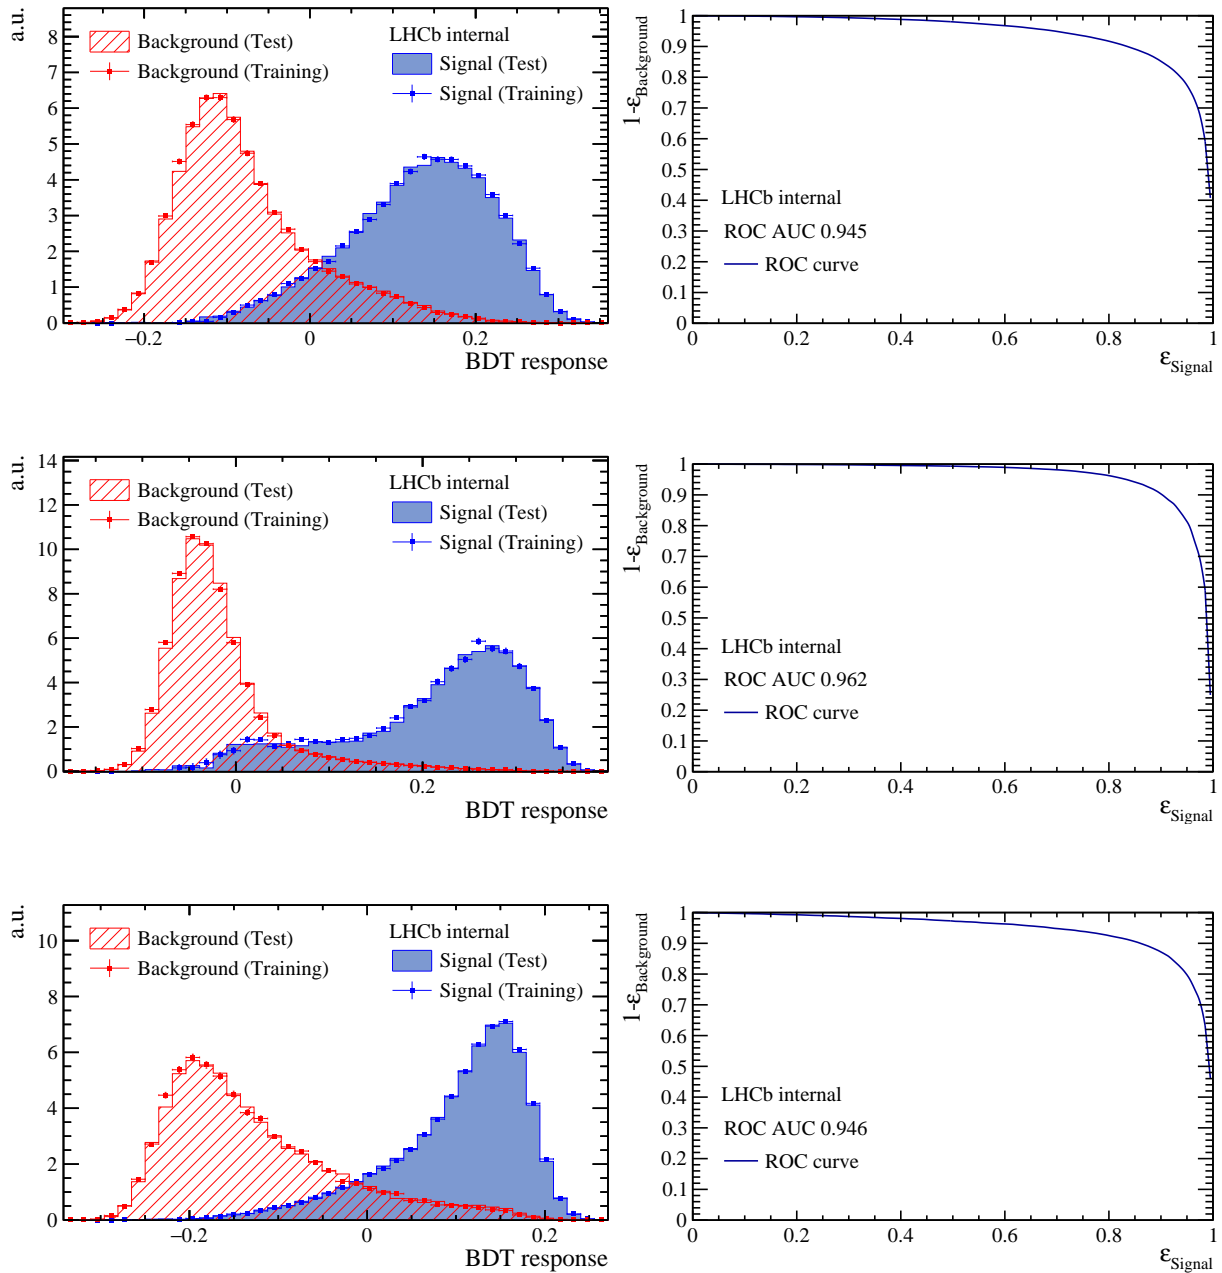 a.u.
8
7
6
5
4
3
2
1
0
Background (Test)
Background (Training)
LHCb internal
Signal (Test)
Signal (Training)
−0.2
0
0.2
BDT response
1-εBackground
1
0.9
0.8
0.7
0.6
0.5
0.4
0.3
0.2
0.1
0
LHCb internal
ROC AUC 0.945
ROC curve
0 0.2 0.4 0.6 0.8 1
εSignal
a.u.
14
12
10
8
6
4
2
0
Background (Test)
Background (Training)
LHCb internal
Signal (Test)
Signal (Training)
0
0.2
BDT response
1-εBackground
1
0.9
0.8
0.7
0.6
0.5
0.4
0.3
0.2
0.1
0
LHCb internal
ROC AUC 0.962
ROC curve
0 0.2 0.4 0.6 0.8 1
εSignal
a.u.
10
8
6
4
2
0
Background (Test)
Background (Training)
LHCb internal
Signal (Test)
Signal (Training)
−0.2
0
0.2
BDT response
1-εBackground
1
0.9
0.8
0.7
0.6
0.5
0.4
0.3
0.2
0.1
0
LHCb internal
ROC AUC 0.946
ROC curve
0 0.2 0.4 0.6 0.8 1
εSignal